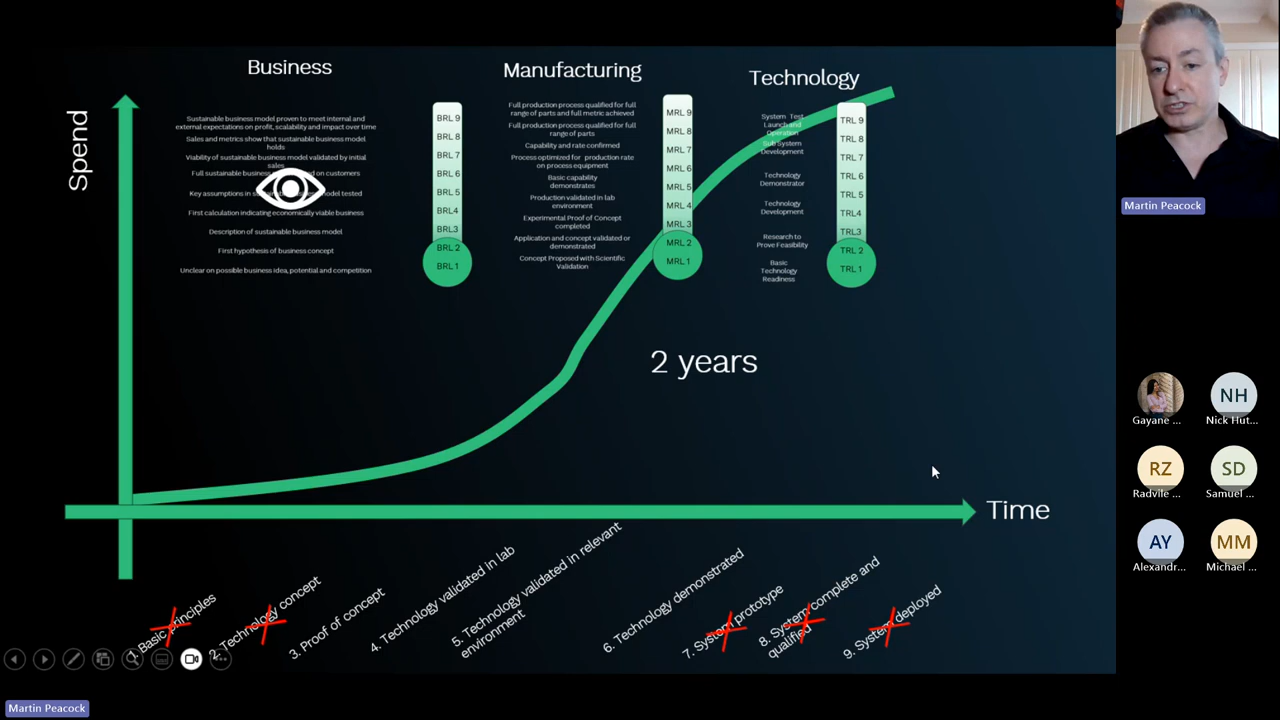 Business
Manufacturing
Technology
Spend
Sustainable business model proven to meet internal and
external expectations on profit, scalability and impact over time
Sales and metrics show that sustainable business model
holds
Viability of sustainable business model validated by initial
sales
Full sustainable on customers
Key assumptions in tested
First calculation indicating economically viable business
Description of sustainable business model
First hypothesis of business concept
Unclear on possible business idea, potential and competition
BRL 9
BRL 8
BRL 7
BRL 6
BRL 5
BRL4
BRL3
BRL 2
BRL 1
Full production process qualified for full
range of parts and full metric achieved
Full production process qualified for full
range of parts
Capability and rate confirmed
Process optimized for production rate
on process equipment
Basic capability
demonstrates
Production validated in lab
environment
Experimental Proof of Concept
completed
Application and concept validated or
demonstrated
Concept Proposed with Scientific
Validation
MRL 9
MRL 8
MRL 7
MRL 6
MRL 5
MRL 4
MRL 3
MRL 2
MRL 1
System Test
Launch and
Operation
Sub System
Development
Technology
Demonstrator
Technology
Development
Research to
Prove Feasibility
Basic
Technology
Readiness
TRL 9
TRL 8
TRL 7
TRL 6
TRL 5
TRL4
TRL3
TRL 2
TRL 1
2 years
Time
1. Basic principles
2. Technology concept
3. Proof of concept
4. Technology validated in lab
5. Technology validated in relevant
environment
6. Technology demonstrated
7. System prototype
8. System complete and
qualified
9. System deployed
Martin Peacock
Gayane ...
NH
Nick Hut...
RZ
Radvile ...
SD
Samuel ...
AY
Alexandr...
MM
Michael ...
Martin Peacock